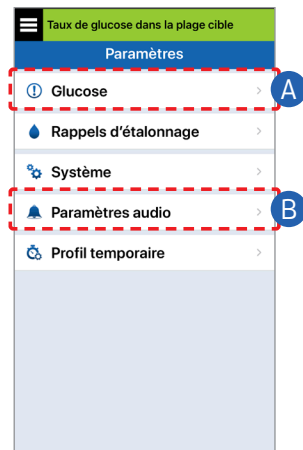 Taux de glucose dans la plage cible
Paramètres
Glucose
A
Rappels d'étalonnage
Système
Paramètres audio
B
Profil temporaire